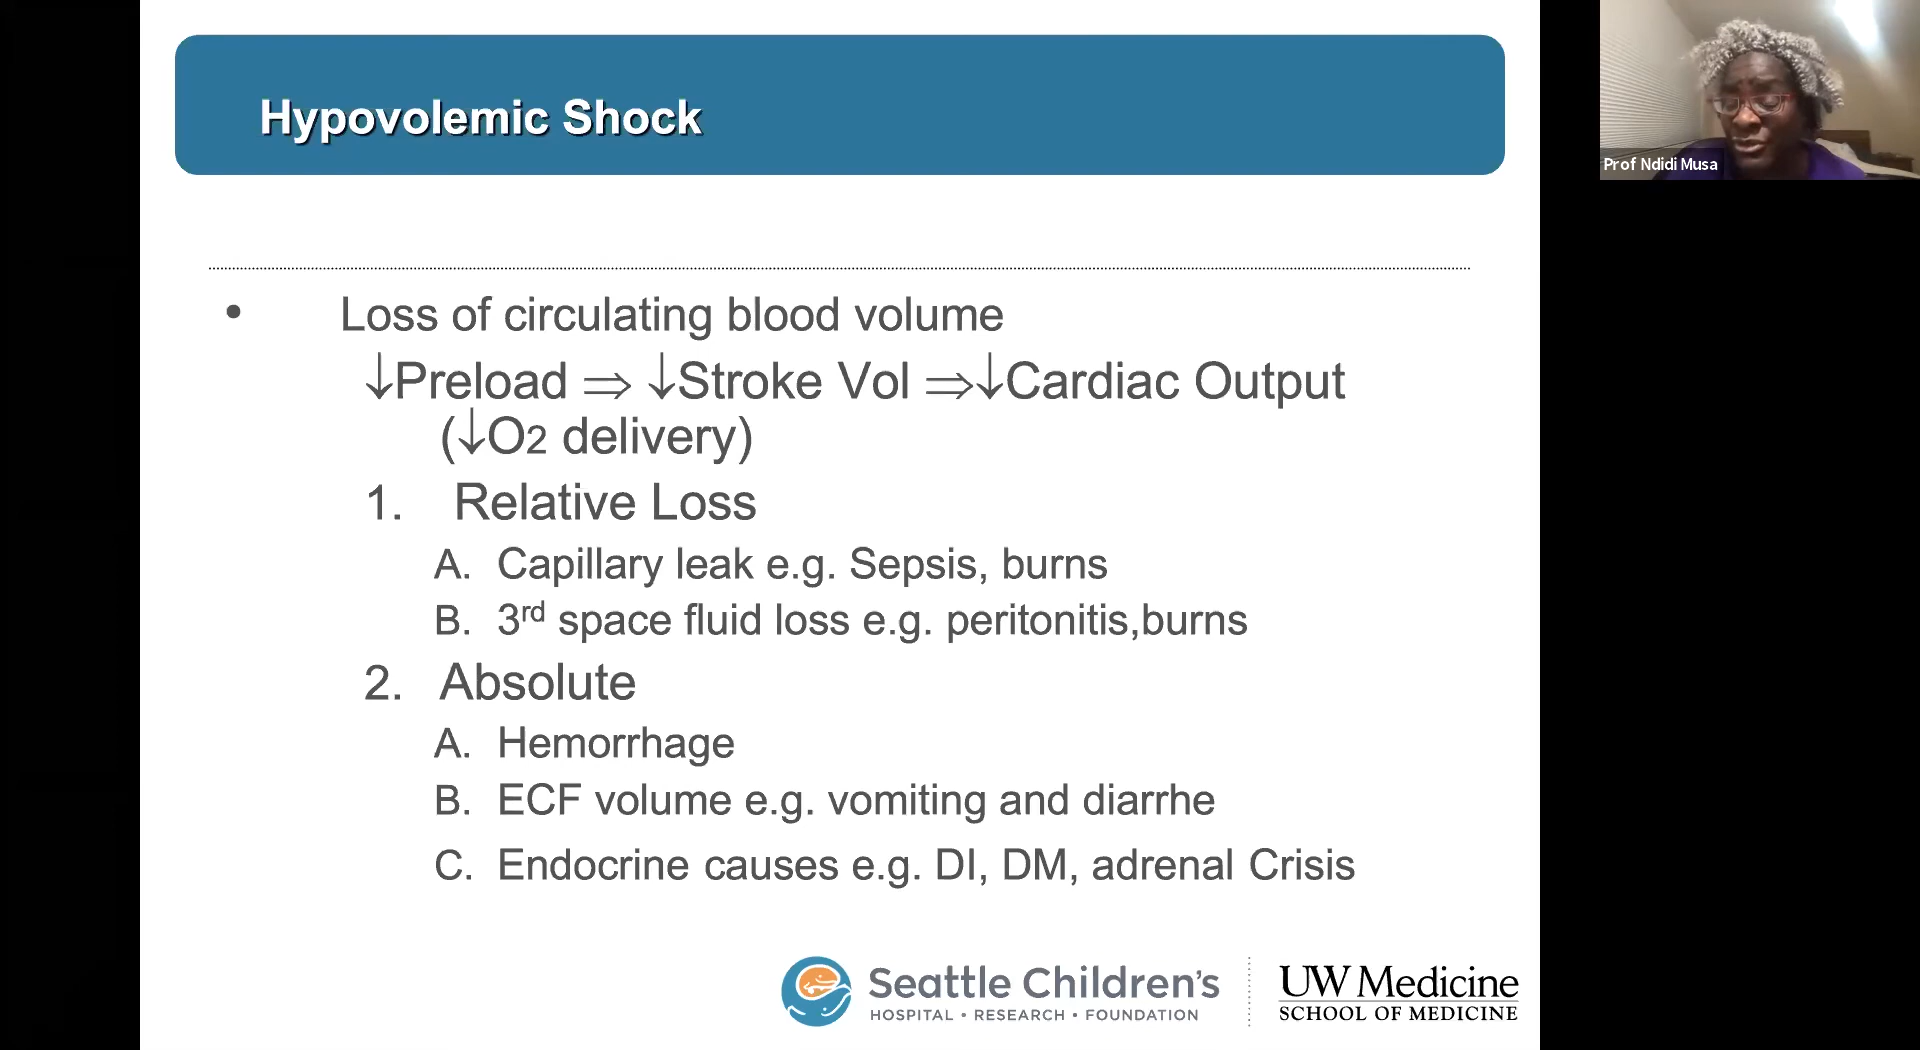 Hypovolemic Shock
Prof Ndidi Musa
• Loss of circulating blood volume
↓Preload ⇒ ↓Stroke Vol ⇒↓Cardiac Output
(↓O2 delivery)
1. Relative Loss
A. Capillary leak e.g. Sepsis, burns
B. 3rd space fluid loss e.g. peritonitis,burns
2. Absolute
A. Hemorrhage
B. ECF volume e.g. vomiting and diarrhe
C. Endocrine causes e.g. DI, DM, adrenal Crisis
Seattle Children's
HOSPITAL • RESEARCH • FOUNDATION
UW Medicine
SCHOOL OF MEDICINE